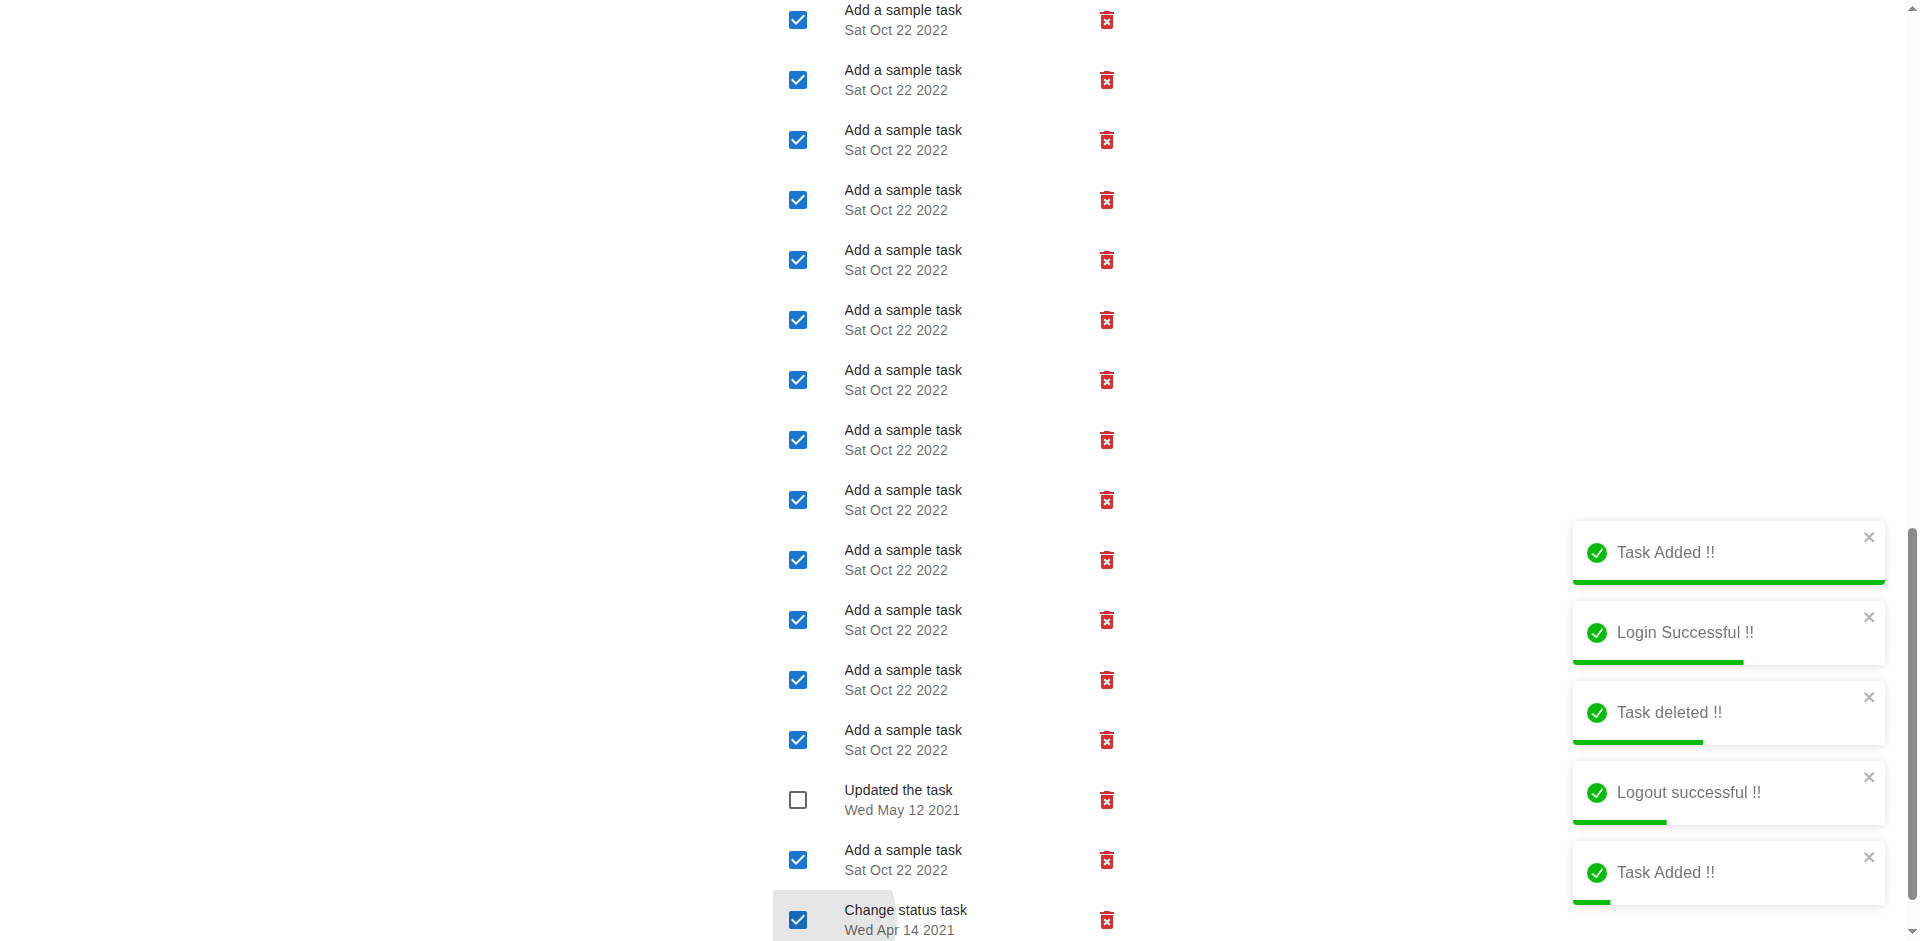 Add a sample task
Sat Oct 22 2022
Add a sample task
Sat Oct 22 2022
Add a sample task
Sat Oct 22 2022
Add a sample task
Sat Oct 22 2022
Add a sample task
Sat Oct 22 2022
Add a sample task
Sat Oct 22 2022
Add a sample task
Sat Oct 22 2022
Add a sample task
Sat Oct 22 2022
Add a sample task
Sat Oct 22 2022
Add a sample task
Sat Oct 22 2022
Add a sample task
Sat Oct 22 2022
Add a sample task
Sat Oct 22 2022
Add a sample task
Sat Oct 22 2022
Updated the task
Wed May 12 2021
Add a sample task
Sat Oct 22 2022
Change status task
Wed Apr 14 2021
Task Added !!
Login Successful !!
Task deleted !!
Logout successful !!
Task Added !!